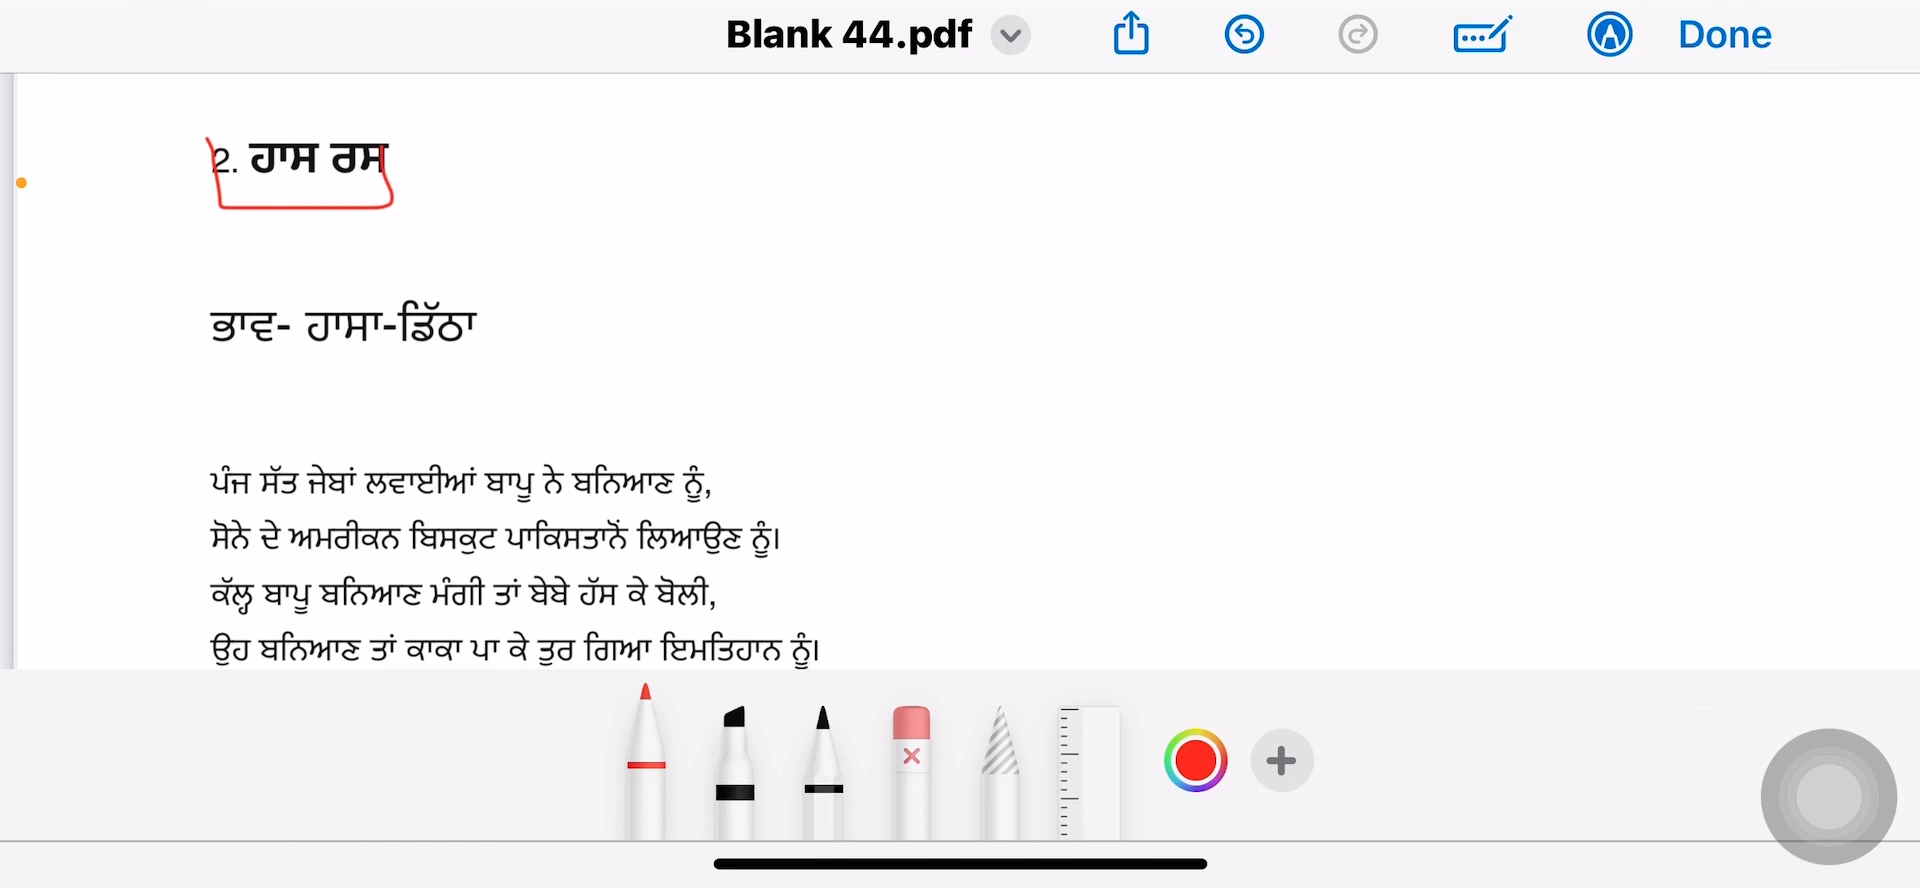 Blank 44.pdf
Done
2. ਹਾਸ ਰਸ
ਭਾਵ- ਹਾਸਾ-ਡਿੱਠਾ
ਪੰਜ ਸੱਤ ਜੇਬਾਂ ਲਵਾਈਆਂ ਬਾਪੂ ਨੇ ਬਨਿਆਣ ਨੂੰ,
ਸੋਨੇ ਦੇ ਅਮਰੀਕਨ ਬਿਸਕੁਟ ਪਾਕਿਸਤਾਨੋਂ ਲਿਆਉਣ ਨੂੰ।
ਕੱਲ੍ਹ ਬਾਪੂ ਬਨਿਆਣ ਮੰਗੀ ਤਾਂ ਬੇਬੇ ਹੱਸ ਕੇ ਬੋਲੀ,
ਉਹ ਬਨਿਆਣ ਤਾਂ ਕਾਕਾ ਪਾ ਕੇ ਤੁਰ ਗਿਆ ਇਮਤਿਹਾਨ ਨੂੰ।